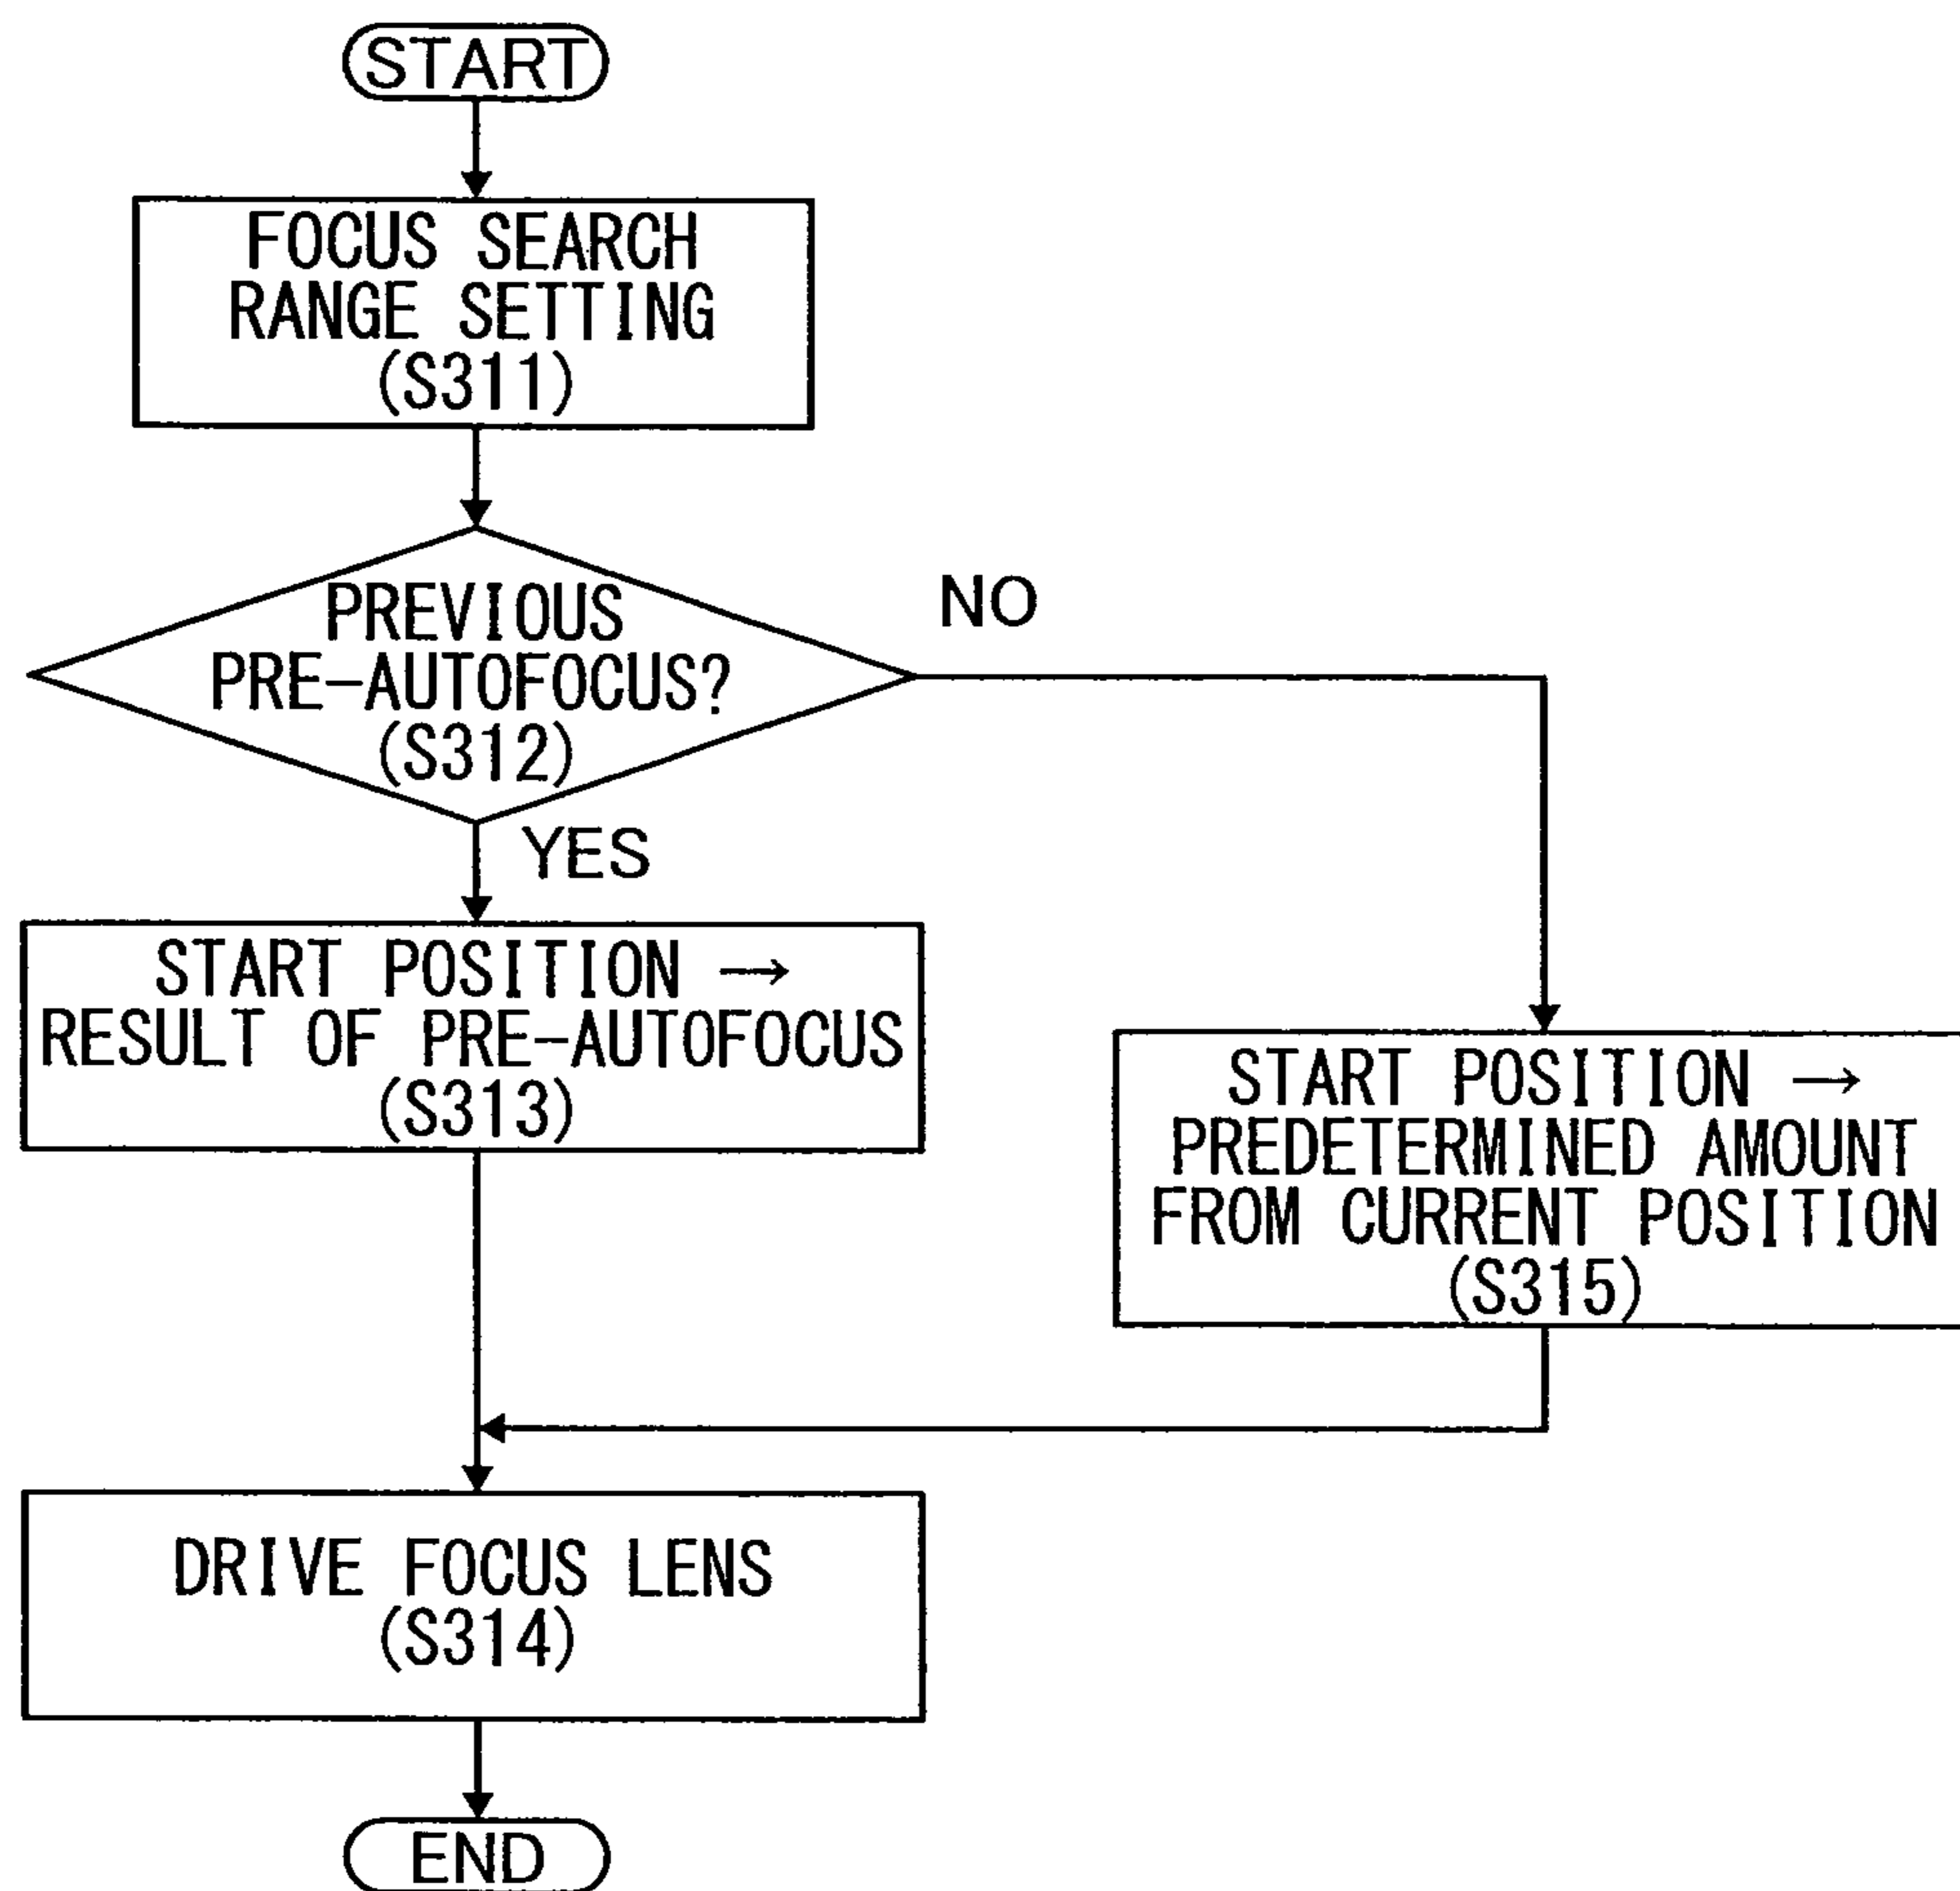 START
FOCUS SEARCH
RANGE SETTING
(S311)
PREVIOUS
PRE-AUTOFOCUS?
(S312)
NO
YES
START POSITION →
RESULT OF PRE-AUTOFOCUS
(S313)
START POSITION →
PREDETERMINED AMOUNT
FROM CURRENT POSITION
(S315)
DRIVE FOCUS LENS
(S314)
END